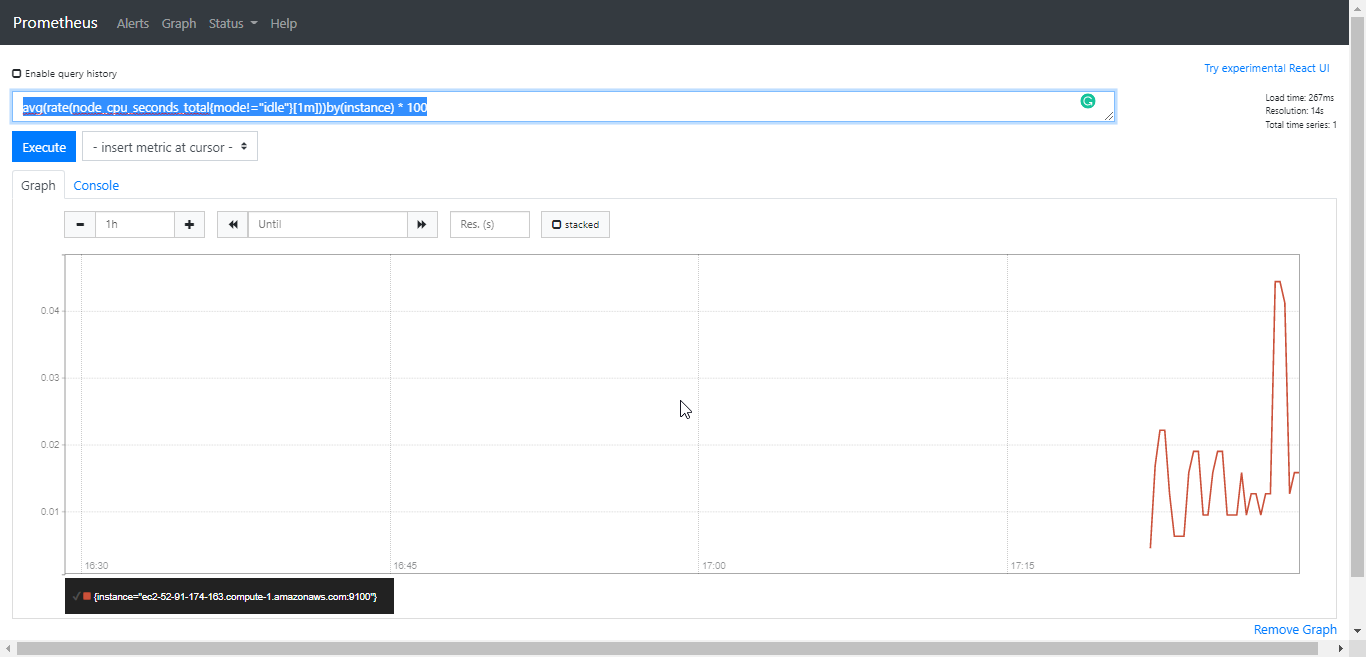 Prometheus Alerts Graph Status Help
Enable query history
Try experimental React UI
avg(rate(node_cpu_seconds_total{mode!="idle"}[1m]))by(instance) * 100
Load time: 267ms
Resolution: 14s
Total time series: 1
Execute - insert metric at cursor -
Graph Console
1h Until Res. (s) stacked
0.04
0.03
0.02
0.01
16:30 16:45 17:00 17:15
{instance="ec2-52-91-174-163.compute-1.amazonaws.com:9100"}
Remove Graph